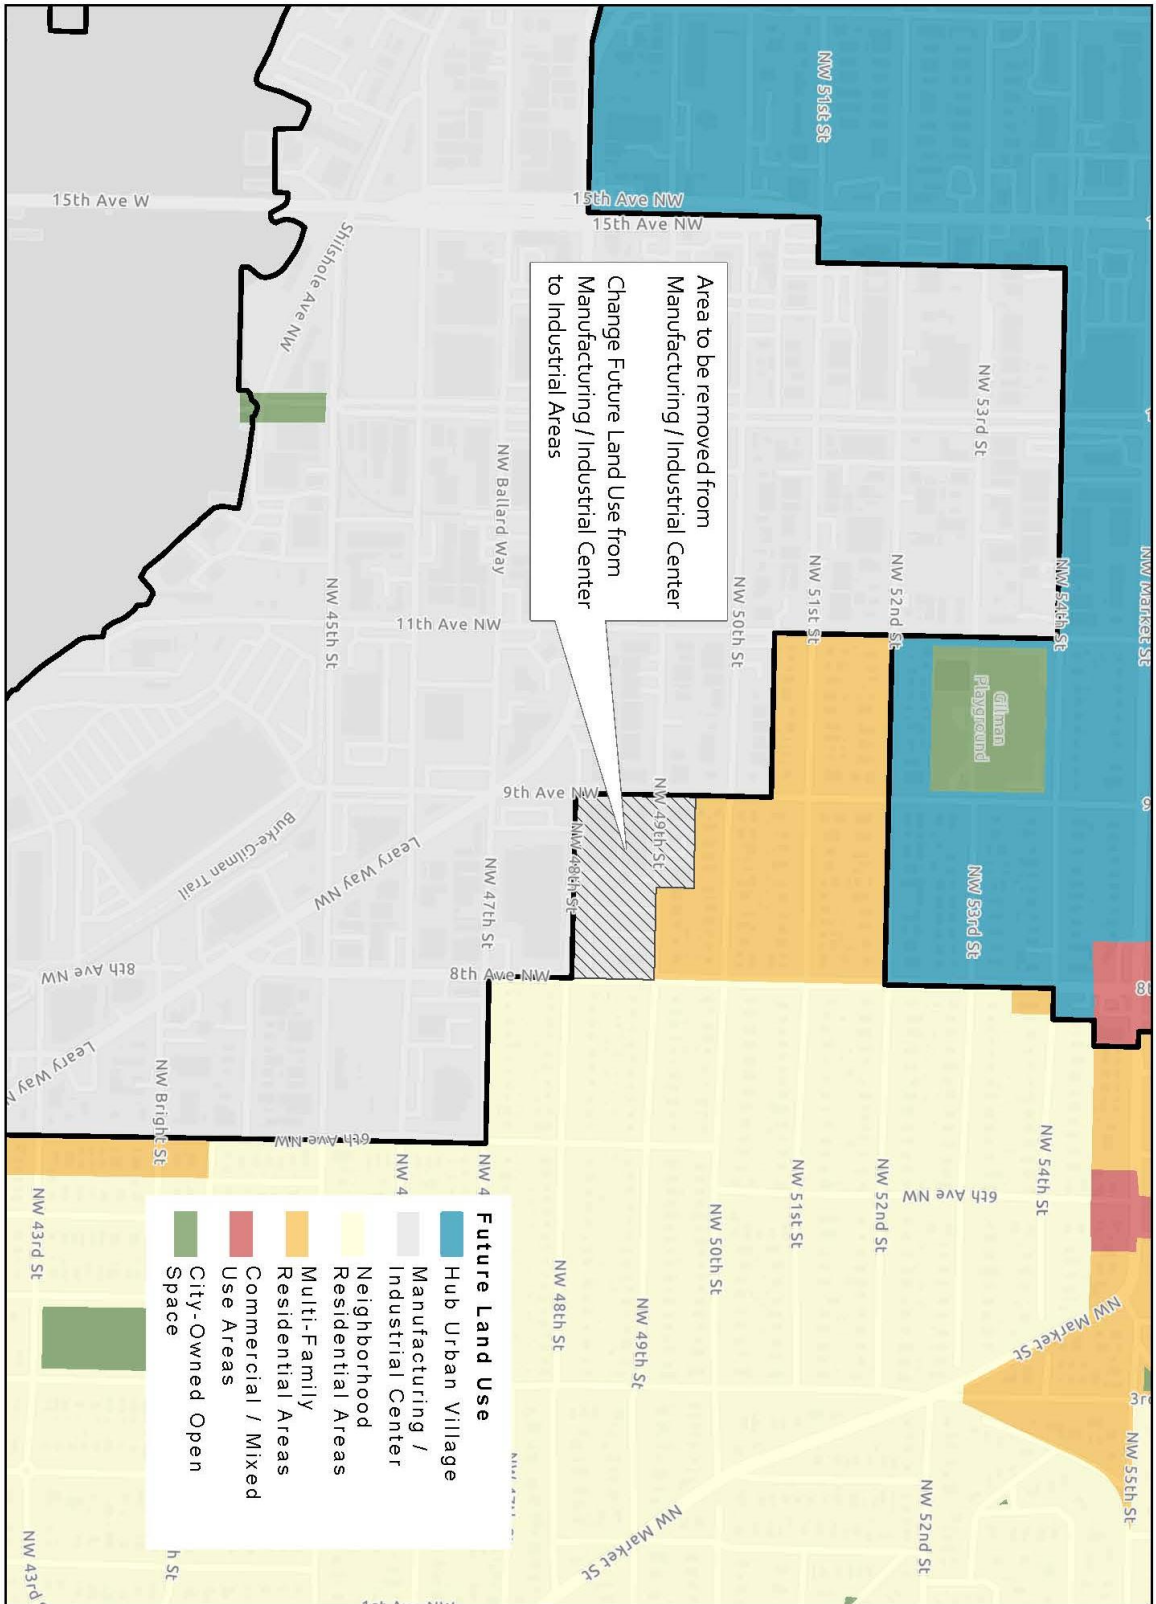 NW Market St
NW 54th St
NW 53rd St
NW 51st St
15th Ave NW
15th Ave NW
15th Ave W
Shilshole Ave NW
Gilman
Playground
NW 53rd St
NW 52nd St
NW 51st St
NW 50th St
NW 49th St
NW 48th St
NW 47th St
NW Ballard Way
NW 45th St
11th Ave NW
9th Ave NW
8th Ave NW
8th Ave NW
Leary Way NW
Burke-Gilman Trail
Leary Way N
NW Bright St
6th Ave NW
Area to be removed from
Manufacturing / Industrial Center
Change Future Land Use from
Manufacturing / Industrial Center
to Industrial Areas
NW 55th St
NW 54th St
6th Ave NW
NW Market St
3r
NW 52nd St
NW 52nd St
NW 51st St
NW 50th St
NW 49th St
NW 48th St
NW Market St
NW 4
NW 4
NW 43rd St
NW 43rd
h St
Future Land Use
Hub Urban Village
Manufacturing /
Industrial Center
Neighborhood
Residential Areas
Multi-Family
Residential Areas
Commercial / Mixed
Use Areas
City-Owned Open
Space